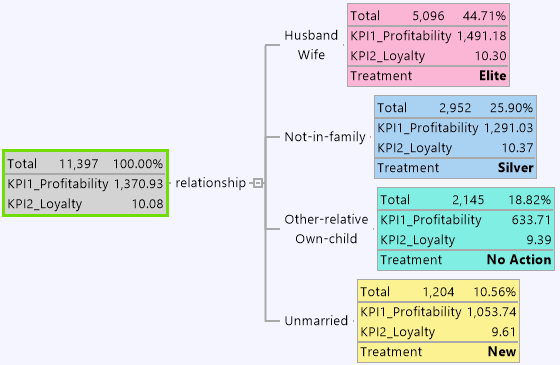 Total 11,397 100.00%
KPI1_Profitability 1,370.93
KPI2_Loyalty 10.08
relationship
Husband
Wife
Total 5,096 44.71%
KPI1_Profitability 1,491.18
KPI2_Loyalty 10.30
Treatment Elite
Not-in-family
Total 2,952 25.90%
KPI1_Profitability 1,291.03
KPI2_Loyalty 10.37
Treatment Silver
Other-relative
Own-child
Total 2,145 18.82%
KPI1_Profitability 633.71
KPI2_Loyalty 9.39
Treatment No Action
Unmarried
Total 1,204 10.56%
KPI1_Profitability 1,053.74
KPI2_Loyalty 9.61
Treatment New